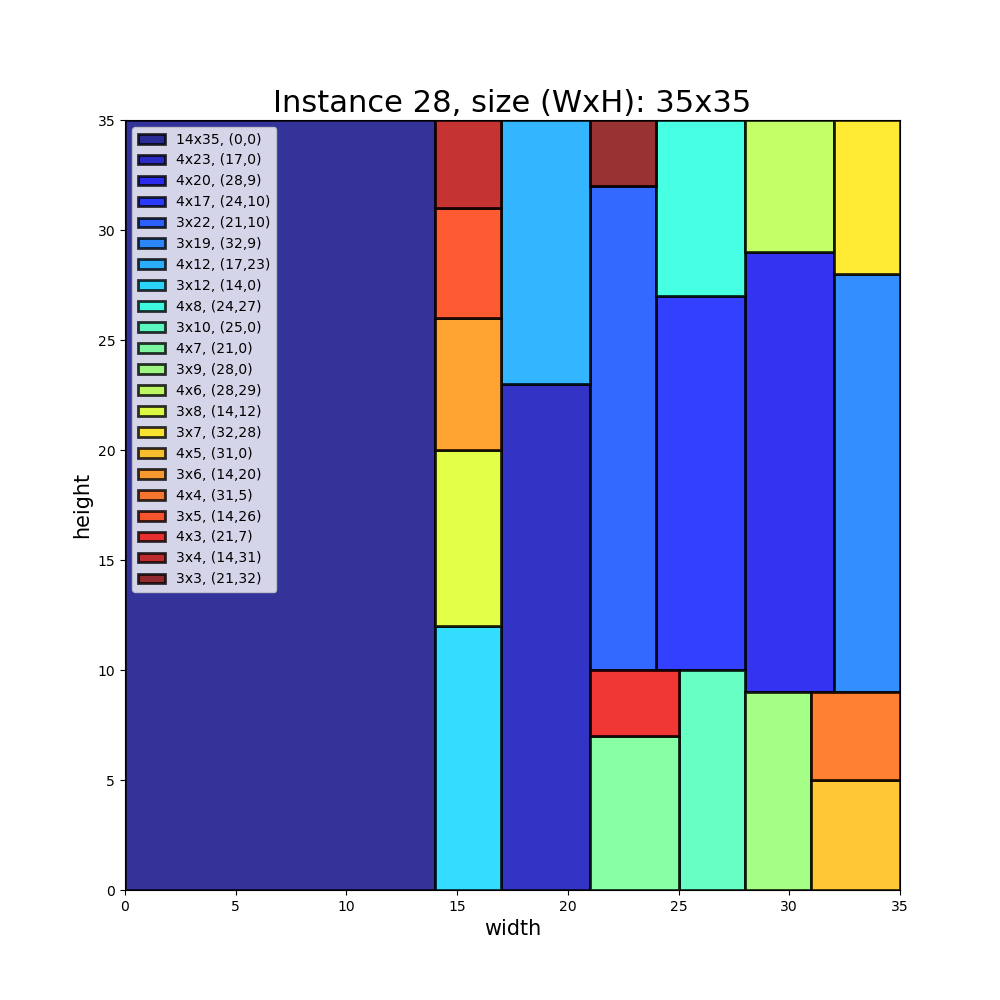 Instance 28, size (WxH): 35x35
35
30
25
20
15
10
5
0
height
14x35, (0,0)
4x23, (17,0)
4x20, (28,9)
4x17, (24,10)
3x22, (21,10)
3x19, (32,9)
4x12, (17,23)
3x12, (14,0)
4x8, (24,27)
3x10, (25,0)
4x7, (21,0)
3x9, (28,0)
4x6, (28,29)
3x8, (14,12)
3x7, (32,28)
4x5, (31,0)
3x6, (14,20)
4x4, (31,5)
3x5, (14,26)
4x3, (21,7)
3x4, (14,31)
3x3, (21,32)
0 5 10 15 20 25 30 35
width